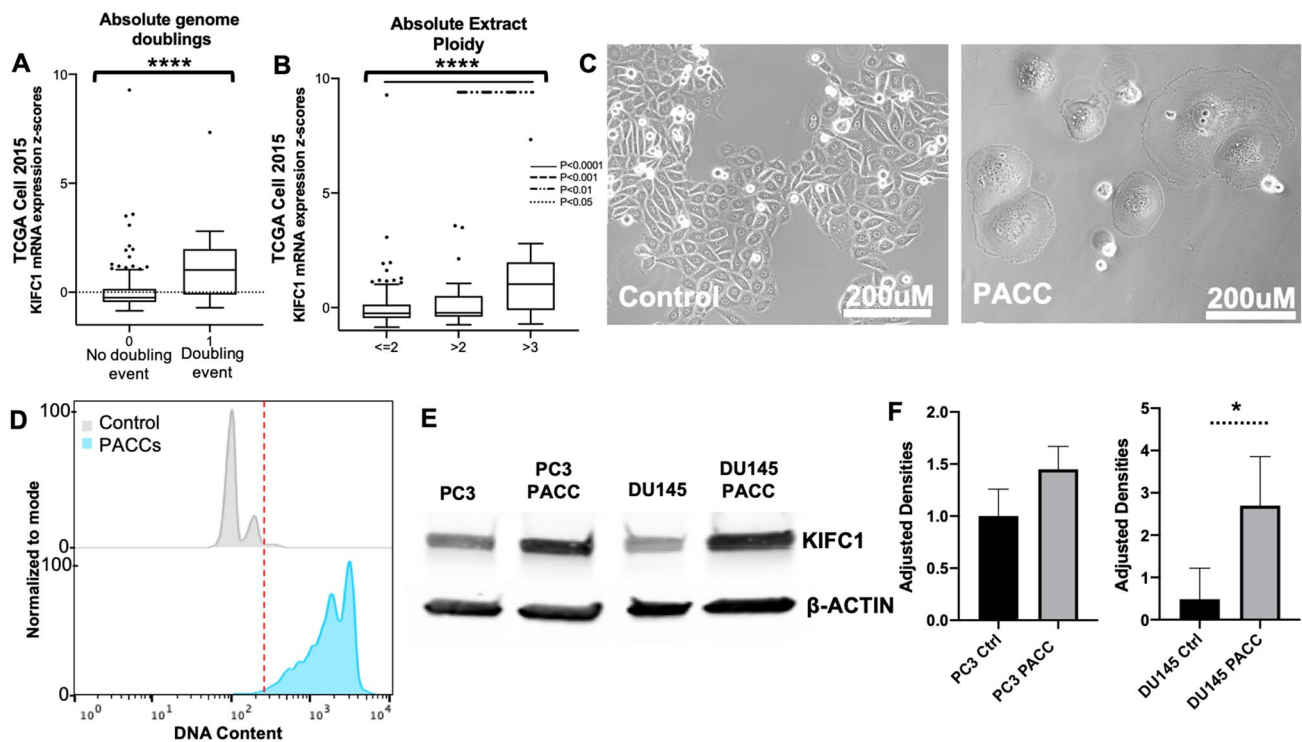 A
Absolute genome
doublings
****
TCGA Cell 2015
KIFC1 mRNA expression z-scores
10
5
0
0
No doubling
event
1
Doubling
event
B
Absolute Extract
Ploidy
****
TCGA Cell 2015
KIFC1 mRNA expression z-scores
10
5
0
P<0.0001
P<0.001
P<0.01
P<0.05
<=2
>2
>3
C
Control
200uM
PACC
200uM
D
Control
PACCs
Normalized to mode
100
0
100
0
10⁰
10¹
10²
10³
10⁴
DNA Content
E
PC3
PC3
PACC
DU145
DU145
PACC
KIFC1
β-ACTIN
F
Adjusted Densities
2.0
1.5
1.0
0.5
0.0
PC3 Ctrl
PC3 PACC
Adjusted Densities
5
4
3
2
1
0
*
DU145 Ctrl
DU145 PACC